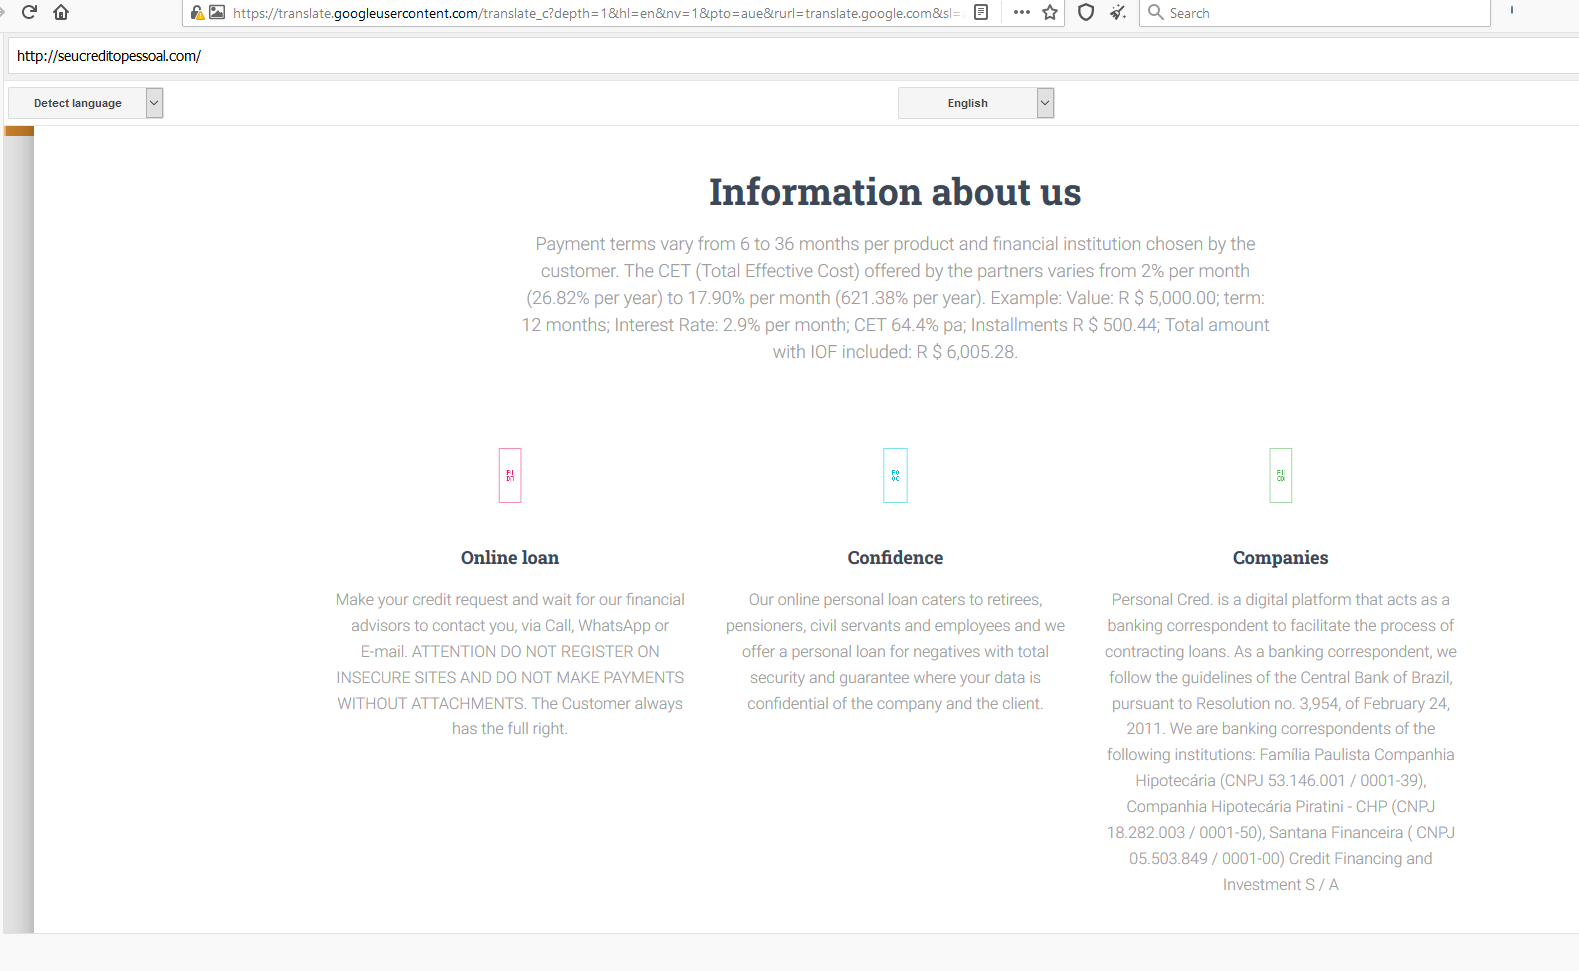 https://translate.googleusercontent.com/translate_c?depth=1&hl=en&nv=1&pto=aue&rurl=translate.google.com&sl=
Search
http://seucreditopessoal.com/
Detect language
English
Information about us
Payment terms vary from 6 to 36 months per product and financial institution chosen by the
customer. The CET (Total Effective Cost) offered by the partners varies from 2% per month
(26.82% per year) to 17.90% per month (621.38% per year). Example: Value: R $ 5,000.00; term:
12 months; Interest Rate: 2.9% per month; CET 64.4% pa; Installments R $ 500.44; Total amount
with IOF included: R $ 6,005.28.
Online loan
Make your credit request and wait for our financial
advisors to contact you, via Call, WhatsApp or
E-mail. ATTENTION DO NOT REGISTER ON
INSECURE SITES AND DO NOT MAKE PAYMENTS
WITHOUT ATTACHMENTS. The Customer always
has the full right.
Confidence
Our online personal loan caters to retirees,
pensioners, civil servants and employees and we
offer a personal loan for negatives with total
security and guarantee where your data is
confidential of the company and the client.
Companies
Personal Cred. is a digital platform that acts as a
banking correspondent to facilitate the process of
contracting loans. As a banking correspondent, we
follow the guidelines of the Central Bank of Brazil,
pursuant to Resolution no. 3,954, of February 24,
2011. We are banking correspondents of the
following institutions: Família Paulista Companhia
Hipotecária (CNPJ 53.146.001 / 0001-39),
Companhia Hipotecária Piratini - CHP (CNPJ
18.282.003 / 0001-50), Santana Financeira ( CNPJ
05.503.849 / 0001-00) Credit Financing and
Investment S / A